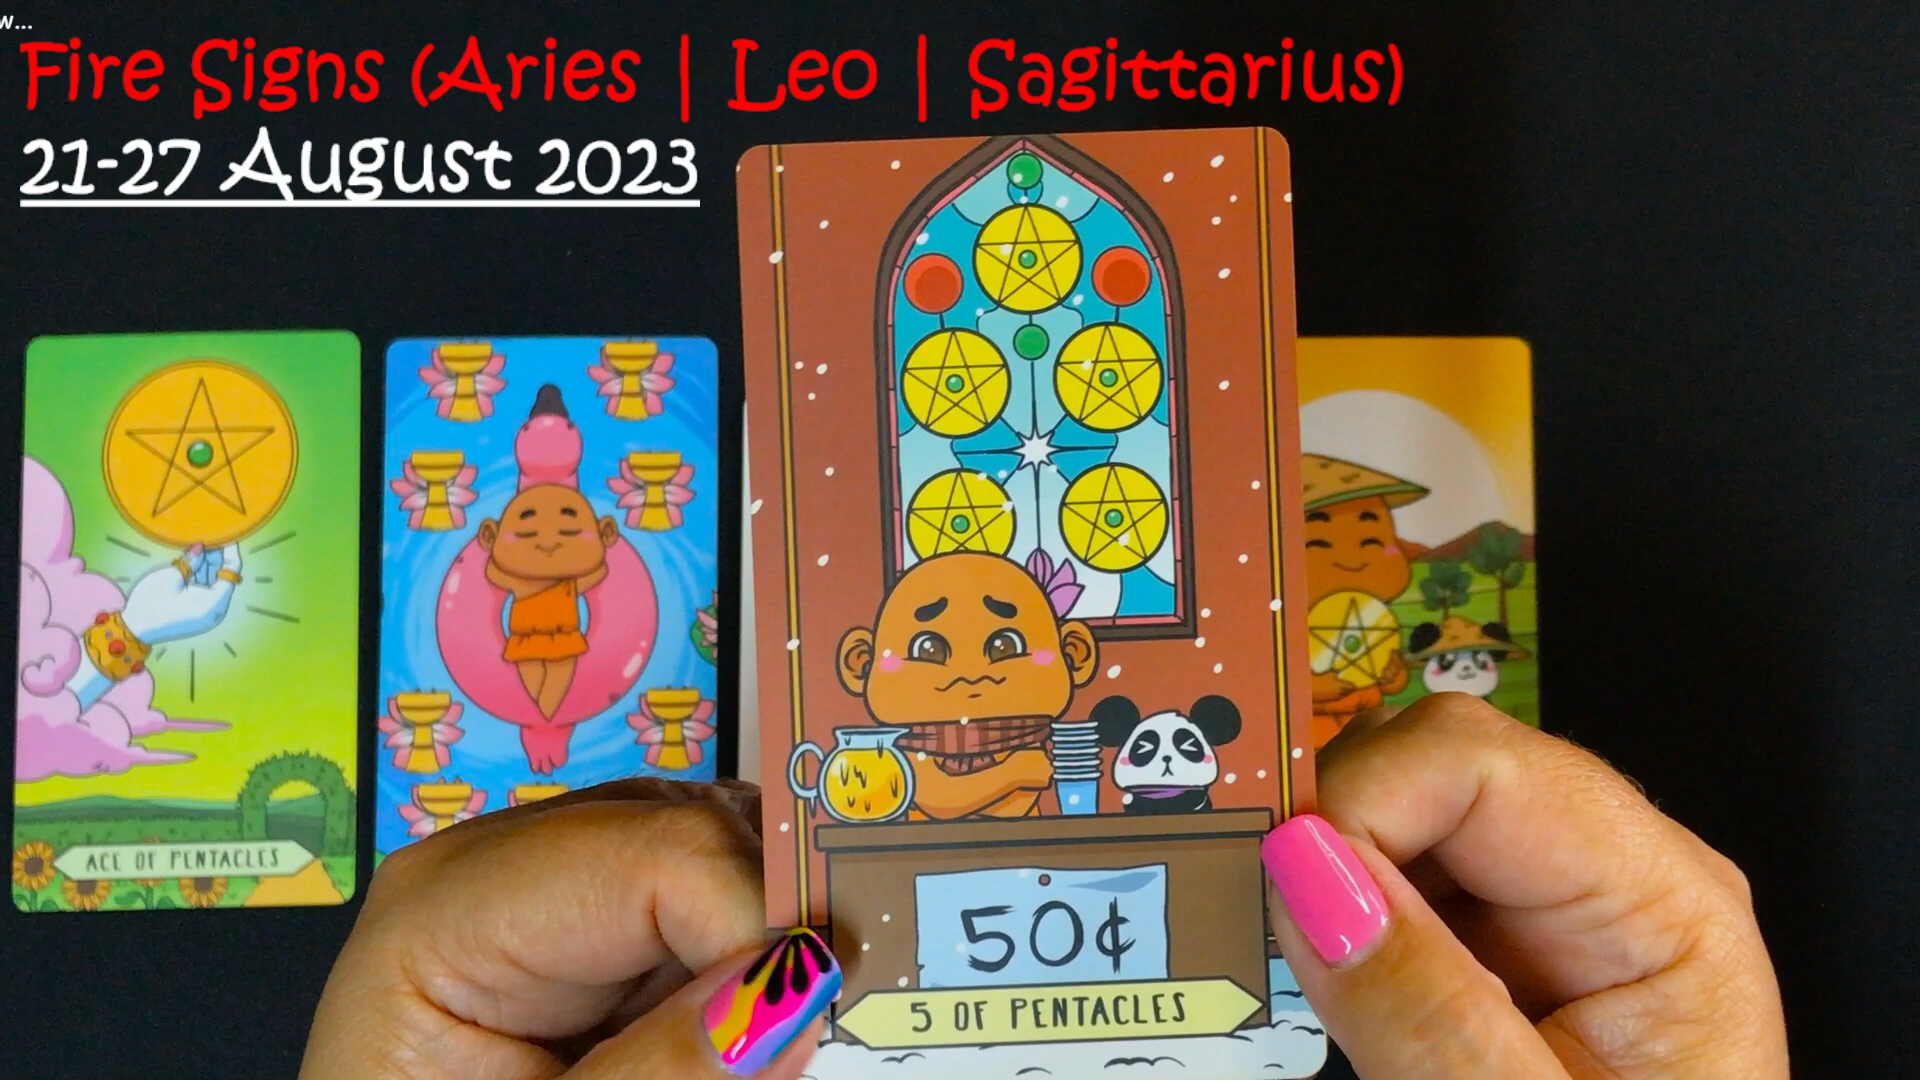 w...
Fire Signs (Aries | Leo | Sagittarius)
21-27 August 2023
ACE OF PENTACLES
50¢
5 OF PENTACLES